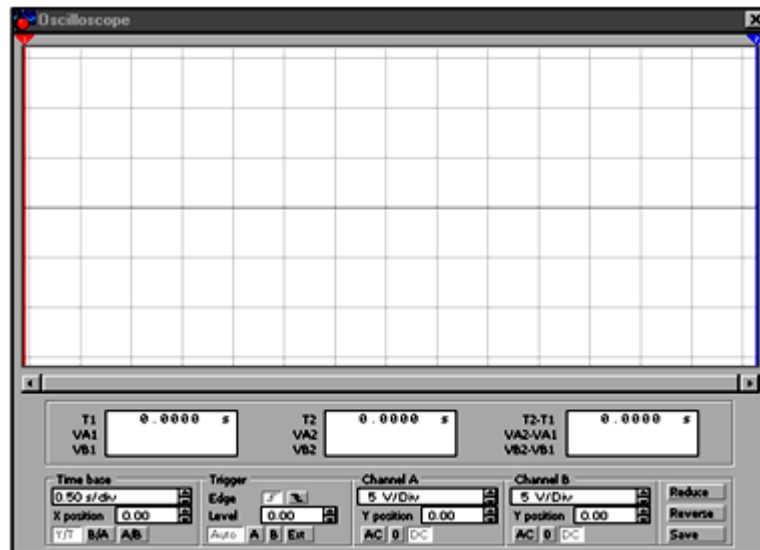 Oscilloscope
1
T1 0.0000 s T2 0.0000 s T2-T1 0.0000 s
VA1 VA2 VA2-VA1
VB1 VB2 VB2-VB1
Time base Trigger Channel A Channel B
0.50 s/div Edge 5 V/Div 5 V/Div Reduce
X position 0.00 Level 0.00 Y position 0.00 Y position 0.00 Reverse
Y/T B/A A/B Auto A B Ext AC 0 DC AC 0 DC Save